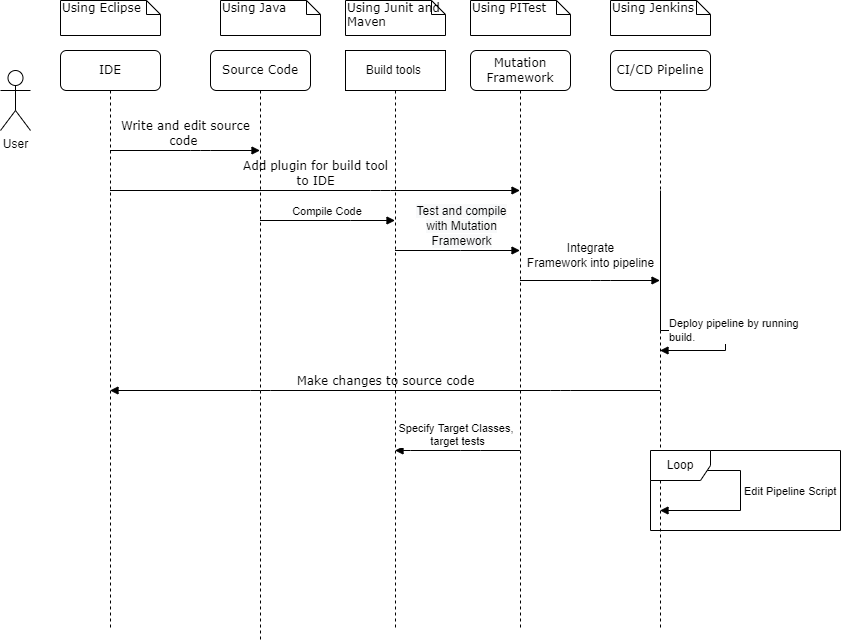 Using Eclipse
Using Java
Using Junit and
Maven
Using PITest
Using Jenkins
IDE
Source Code
Build tools
Mutation
Framework
CI/CD Pipeline
User
Write and edit source
code
Add plugin for build tool
to IDE
Compile Code
Test and compile
with Mutation
Framework
Integrate
Framework into pipeline
Deploy pipeline by running
build.
Make changes to source code
Specify Target Classes,
target tests
Loop
Edit Pipeline Script